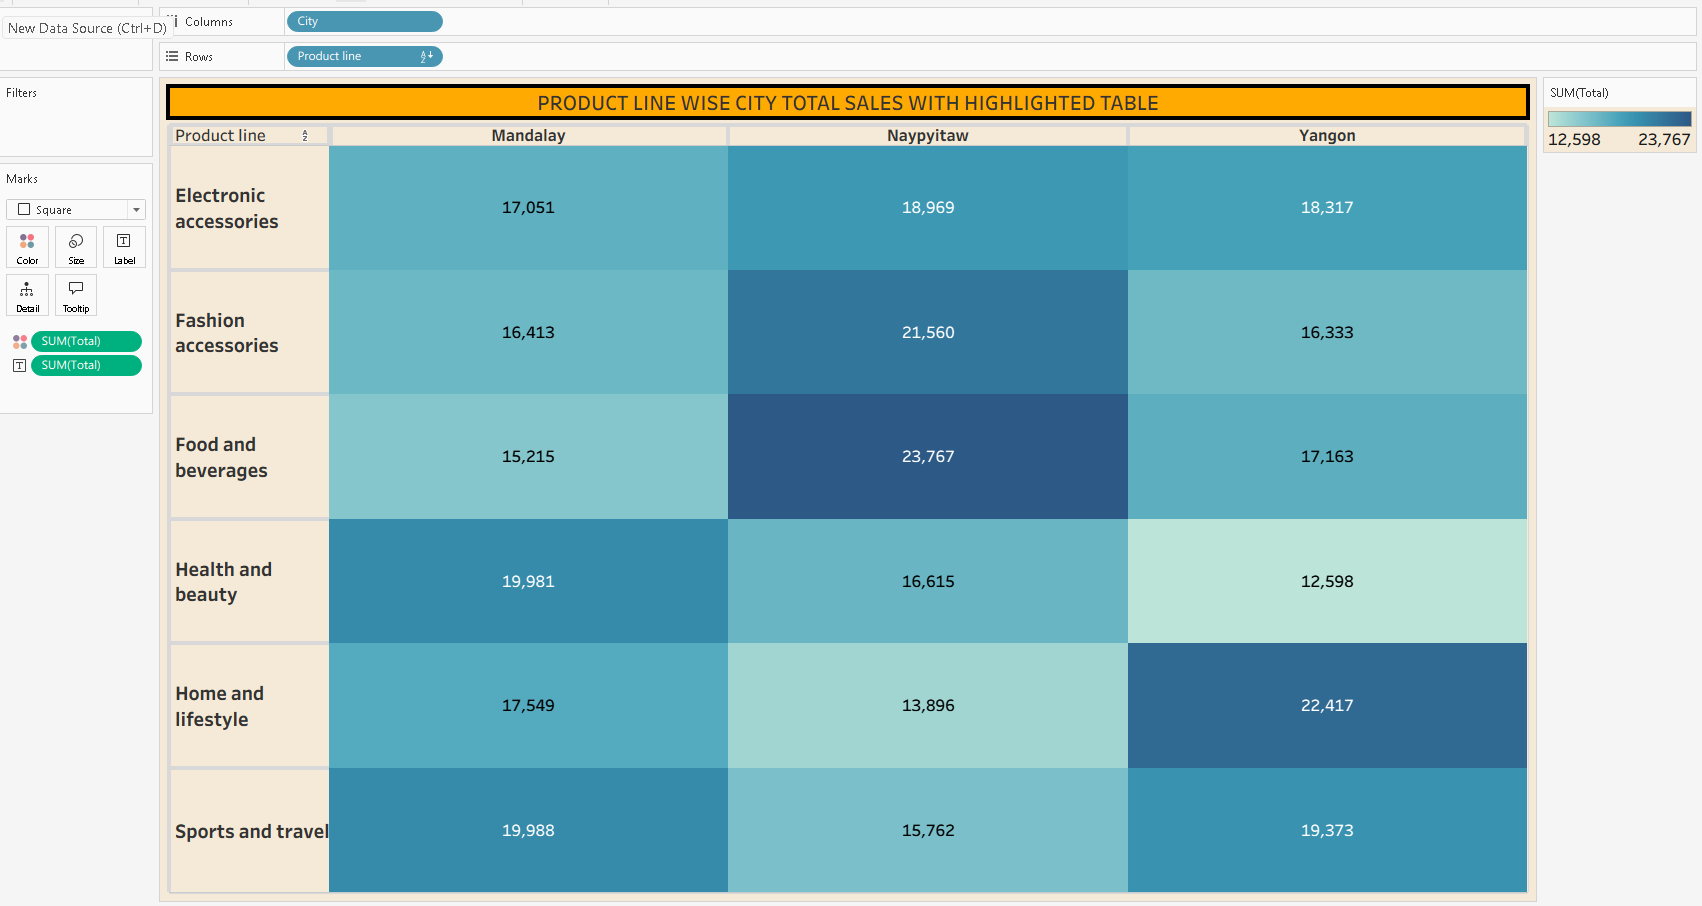 Columns
City
New Data Source (Ctrl+D)
Rows
Product line
Filters
Marks
Square
Color
Size
Label
Detail
Tooltip
SUM(Total)
SUM(Total)
PRODUCT LINE WISE CITY TOTAL SALES WITH HIGHLIGHTED TABLE
Product line Mandalay Naypyitaw Yangon
Electronic
accessories
17,051 18,969 18,317
Fashion
accessories
16,413 21,560 16,333
Food and
beverages
15,215 23,767 17,163
Health and
beauty
19,981 16,615 12,598
Home and
lifestyle
17,549 13,896 22,417
Sports and travel 19,988 15,762 19,373
SUM(Total)
12,598 23,767